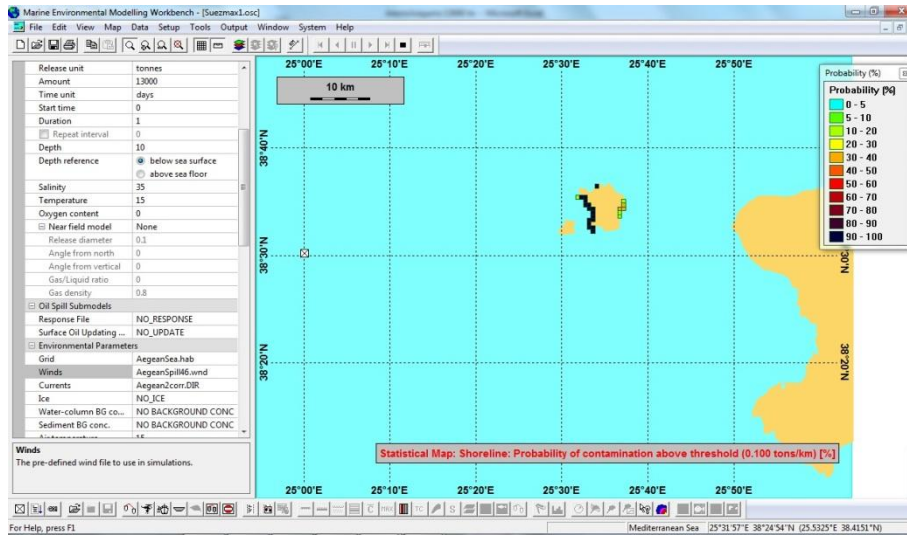 Marine Environmental Modelling Workbench - [Suezmax1.osc]
File Edit View Map Data Setup Tools Output Window System Help
Release unit tonnes
Amount 13000
Time unit days
Start time 0
Duration 1
Repeat interval 0
Depth 10
Depth reference below sea surface
above sea floor
Salinity 35
Temperature 15
Oxygen content 0
Near field model None
Release diameter 0.1
Angle from north 0
Angle from vertical 0
Gas/Liquid ratio 0
Gas density 0.8
Oil Spill Submodels
Response File NO_RESPONSE
Surface Oil Updating ... NO_UPDATE
Environmental Parameters
Grid AegeanSea.hab
Winds AegeanSpill46.wnd
Currents Aegean2corr.DIR
Ice NO_ICE
Water-column BG co... NO BACKGROUND CONC
Sediment BG conc. NO BACKGROUND CONC
Winds
The pre-defined wind file to use in simulations.
25°00'E 25°10'E 25°20'E 25°30'E 25°40'E 25°50'E
10 km
38°40'N
38°30'N
38°20'N
30'N
38°20'N
Probability (%)
Probability [%]
0 - 5
5 - 10
10 - 20
20 - 30
30 - 40
40 - 50
50 - 60
60 - 70
70 - 80
80 - 90
90 - 100
Statistical Map: Shoreline: Probability of contamination above threshold (0.100 tons/km) [%]
25°00'E 25°10'E 25°20'E 25°30'E 25°40'E 25°50'E
For Help, press F1
Mediterranean Sea 25°31'57"E 38°24'54"N (25.5325°E 38.4151°N)